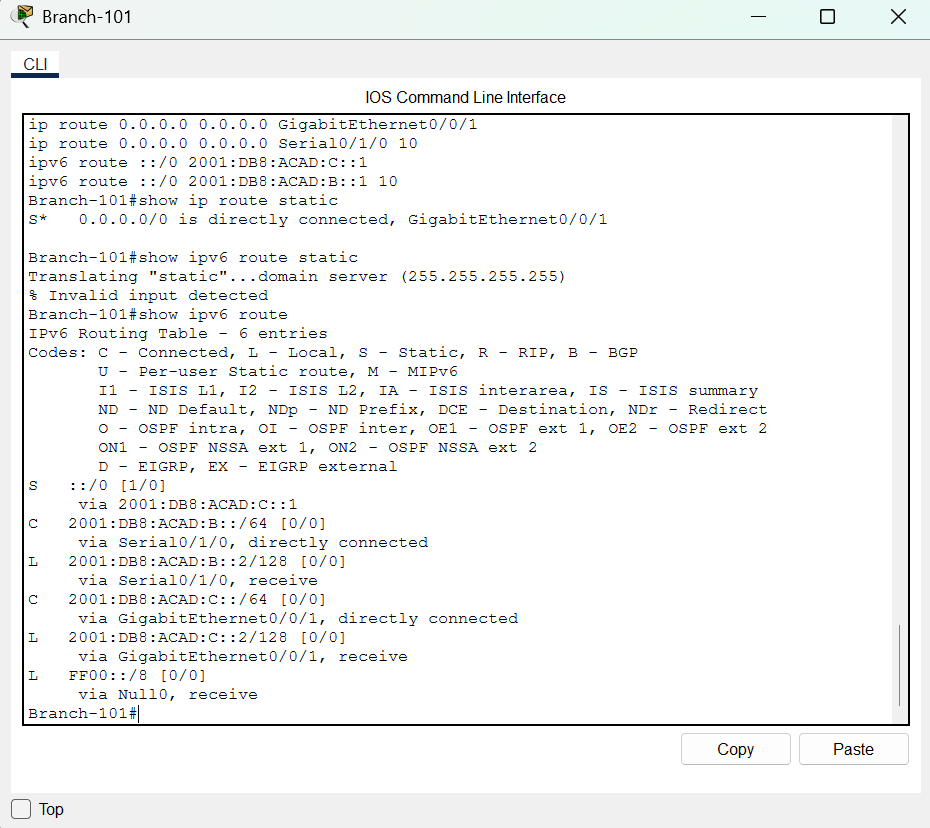 Branch-101
CLI
IOS Command Line Interface
ip route 0.0.0.0 0.0.0.0 GigabitEthernet0/0/1
ip route 0.0.0.0 0.0.0.0 Serial0/1/0 10
ipv6 route ::/0 2001:DB8:ACAD:C::1
ipv6 route ::/0 2001:DB8:ACAD:B::1 10
Branch-101#show ip route static
S*   0.0.0.0/0 is directly connected, GigabitEthernet0/0/1
Branch-101#show ipv6 route static
Translating "static"...domain server (255.255.255.255)
% Invalid input detected
Branch-101#show ipv6 route
IPv6 Routing Table - 6 entries
Codes: C - Connected, L - Local, S - Static, R - RIP, B - BGP
       U - Per-user Static route, M - MIPv6
       I1 - ISIS L1, I2 - ISIS L2, IA - ISIS interarea, IS - ISIS summary
       ND - ND Default, NDp - ND Prefix, DCE - Destination, NDr - Redirect
       O - OSPF intra, OI - OSPF inter, OE1 - OSPF ext 1, OE2 - OSPF ext 2
       ON1 - OSPF NSSA ext 1, ON2 - OSPF NSSA ext 2
       D - EIGRP, EX - EIGRP external
S   ::/0 [1/0]
     via 2001:DB8:ACAD:C::1
C   2001:DB8:ACAD:B::/64 [0/0]
     via Serial0/1/0, directly connected
L   2001:DB8:ACAD:B::2/128 [0/0]
     via Serial0/1/0, receive
C   2001:DB8:ACAD:C::/64 [0/0]
     via GigabitEthernet0/0/1, directly connected
L   2001:DB8:ACAD:C::2/128 [0/0]
     via GigabitEthernet0/0/1, receive
L   FF00::/8 [0/0]
     via Null0, receive
Branch-101#
Copy
Paste
Top